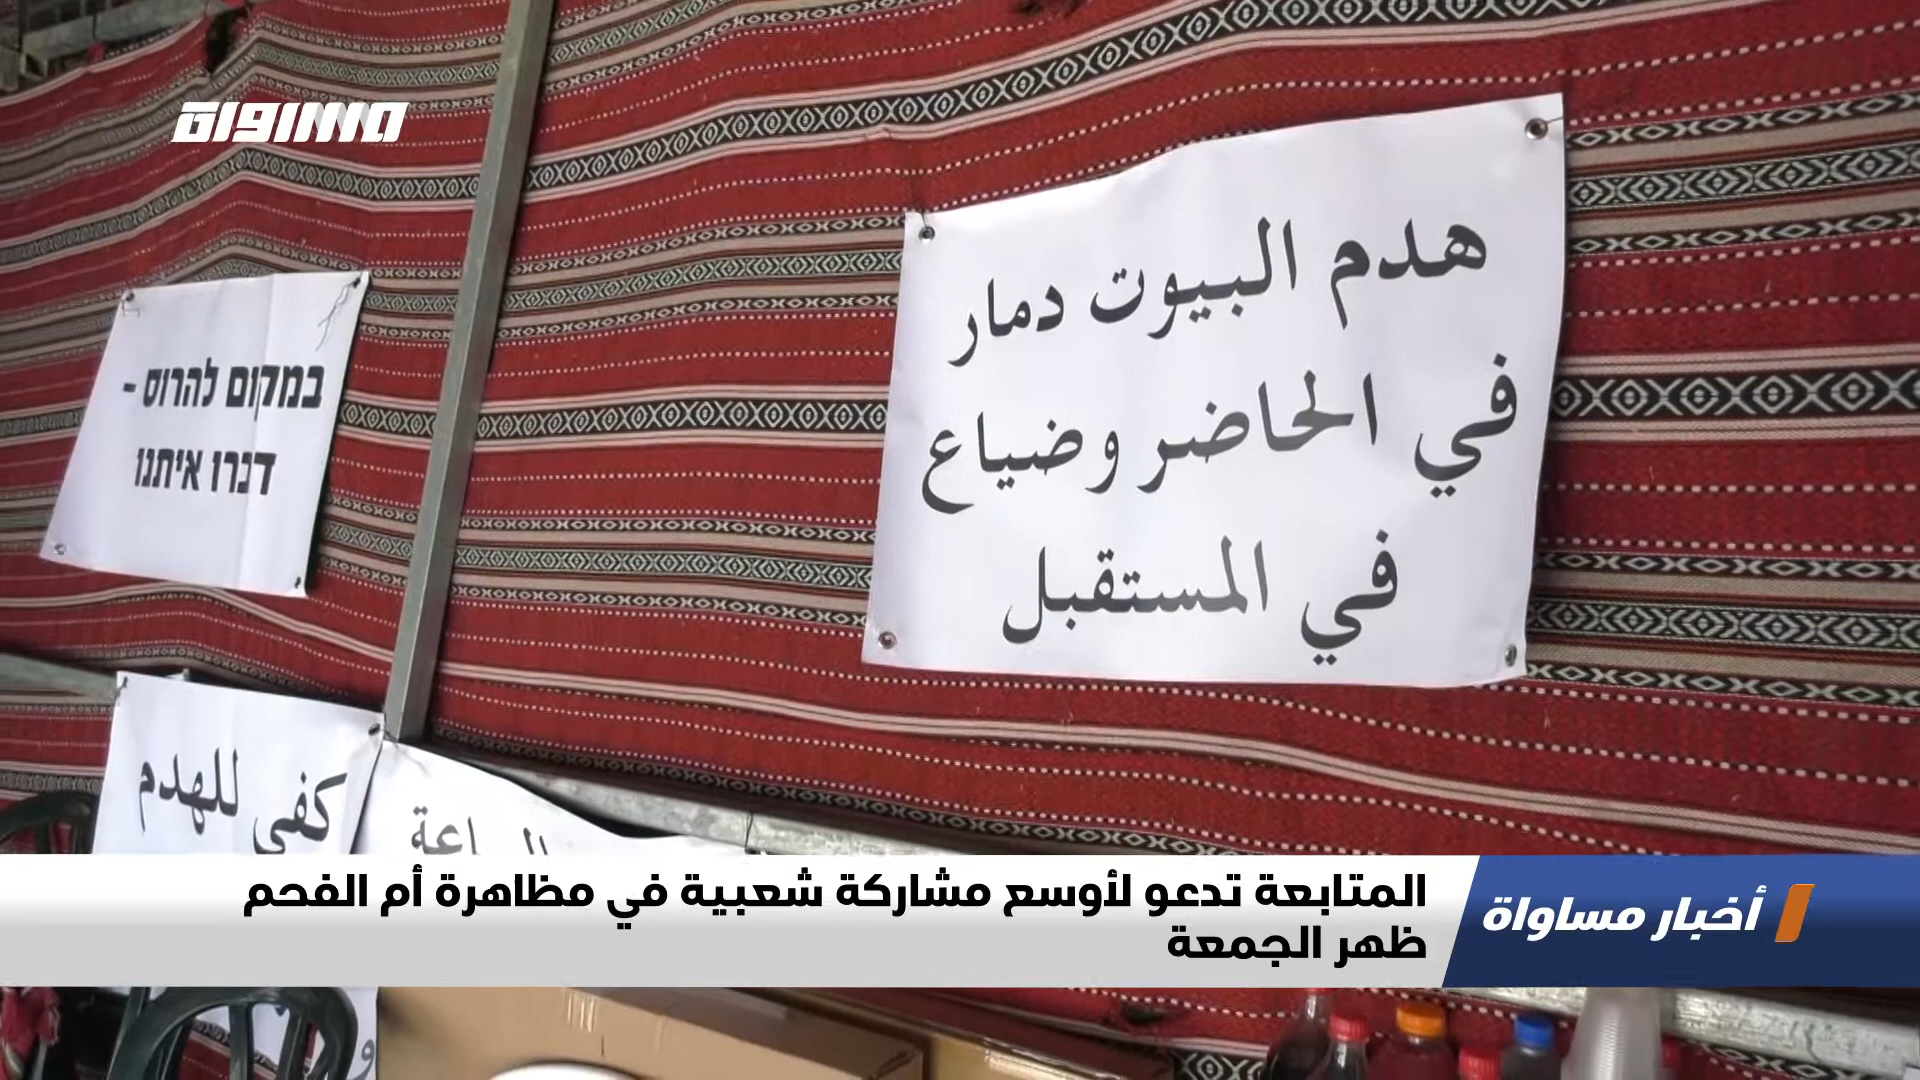 مساواة
هدم البيوت دمار
في الحاضر وضياع
في المستقبل
במקום להרוס -
דברו איתנו
كفى للهدم
المتابعة تدعو لأوسع مشاركة شعبية في مظاهرة أم الفحم
ظهر الجمعة
أخبار مساواة